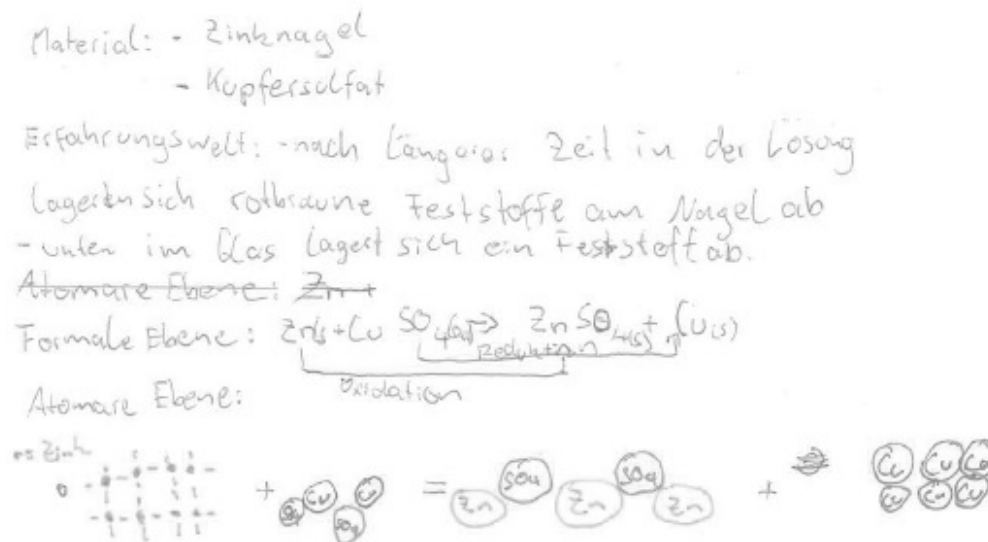 Material: - Zinknagel
- Kupfersulfat
Erfahrungswelt: - nach längerer Zeit in der Lösung
lagerten sich rotbraune Feststoffe am Nagel ab
- unten im Glas lagert sich ein Feststoff ab.
Atomare Ebene: Zn +
Formale Ebene: Zn(s) + Cu SO4(aq) → Zn SO4(s) + Cu(s)
Reduktion
Oxidation
Atomare Ebene:
Zink
+ Cu Cu = SO4 SO4 + Cu Cu Cu
SO4 SO4 Zn Zn Zn Cu Cu Cu